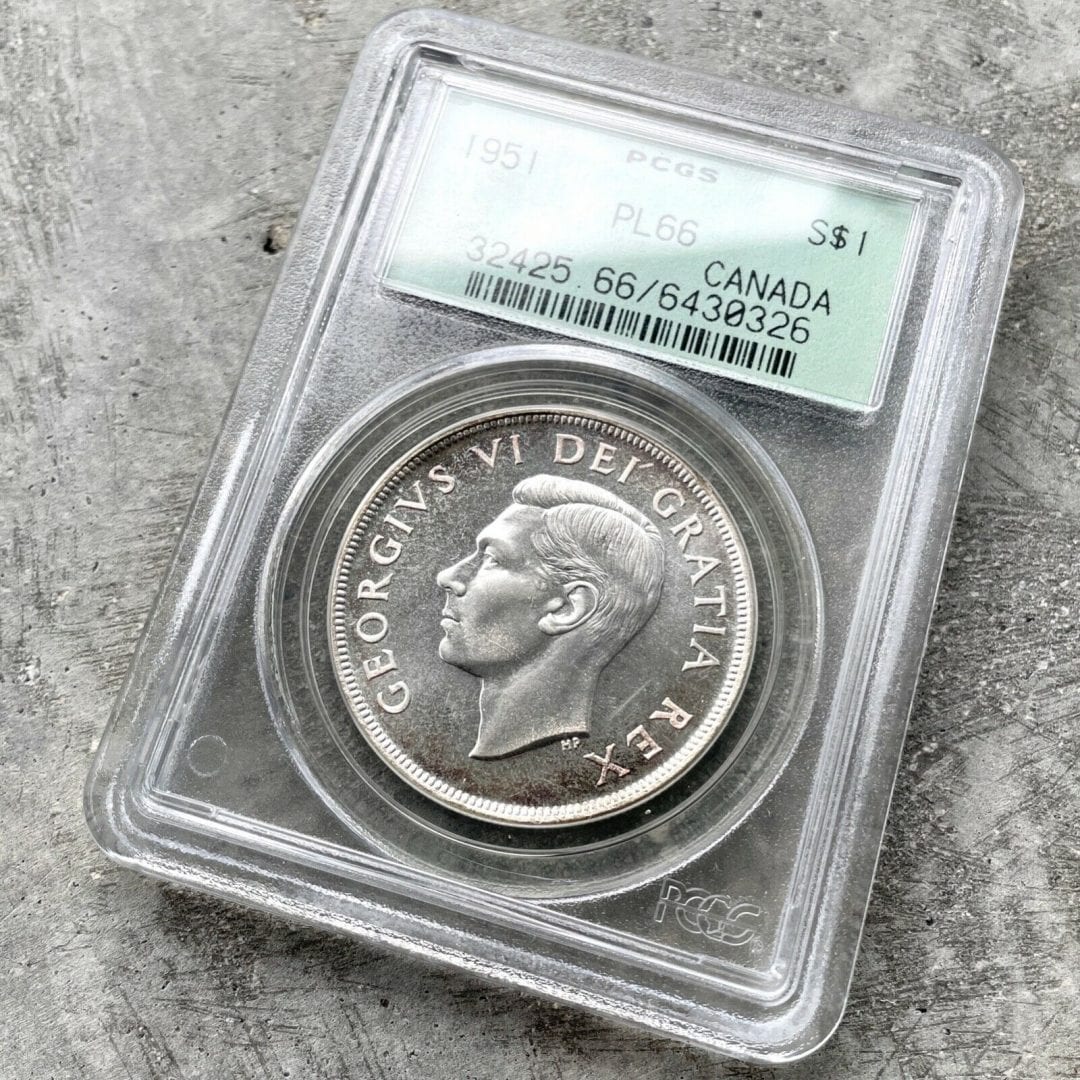 1951 PCGS
PL66 S$1
CANADA
32425.66/6430326
GEORGIVS VI DEI GRATIA REX
HP
PCGS